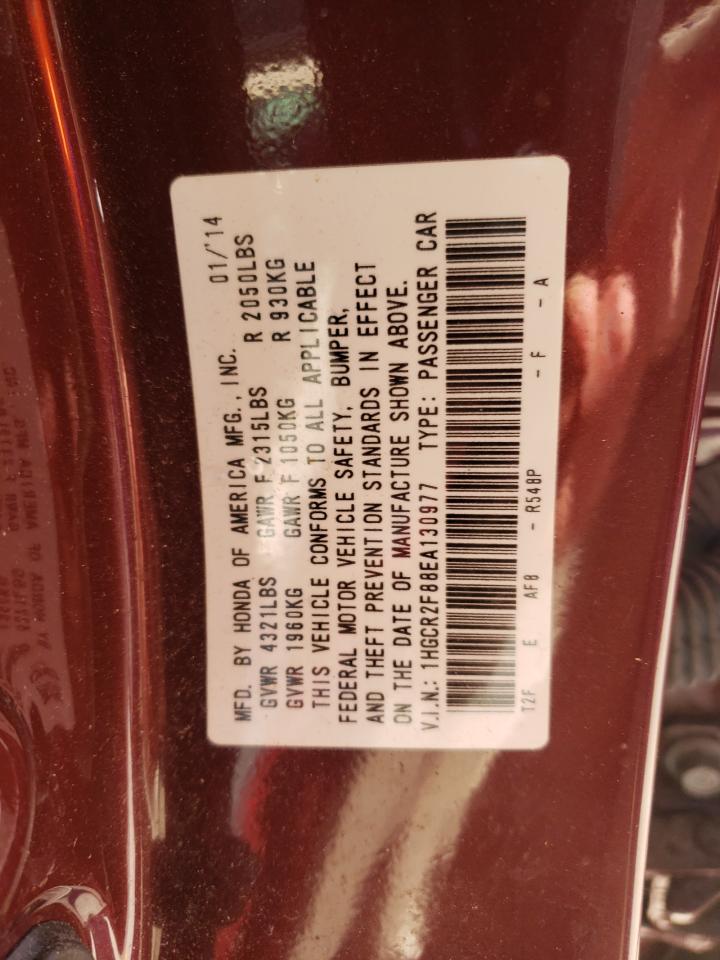 MFD. BY HONDA OF AMERICA MFG., INC. 01/'14
GVWR 4321LBS GAWR F 2315LBS R 2050LBS
GVWR 1960KG GAWR F 1050KG R 930KG
THIS VEHICLE CONFORMS TO ALL APPLICABLE
FEDERAL MOTOR VEHICLE SAFETY, BUMPER,
AND THEFT PREVENTION STANDARDS IN EFFECT
ON THE DATE OF MANUFACTURE SHOWN ABOVE.
V.I.N.: 1HGCR2F88EA130977 TYPE: PASSENGER CAR
T2F E AF8 - R548P - F - A